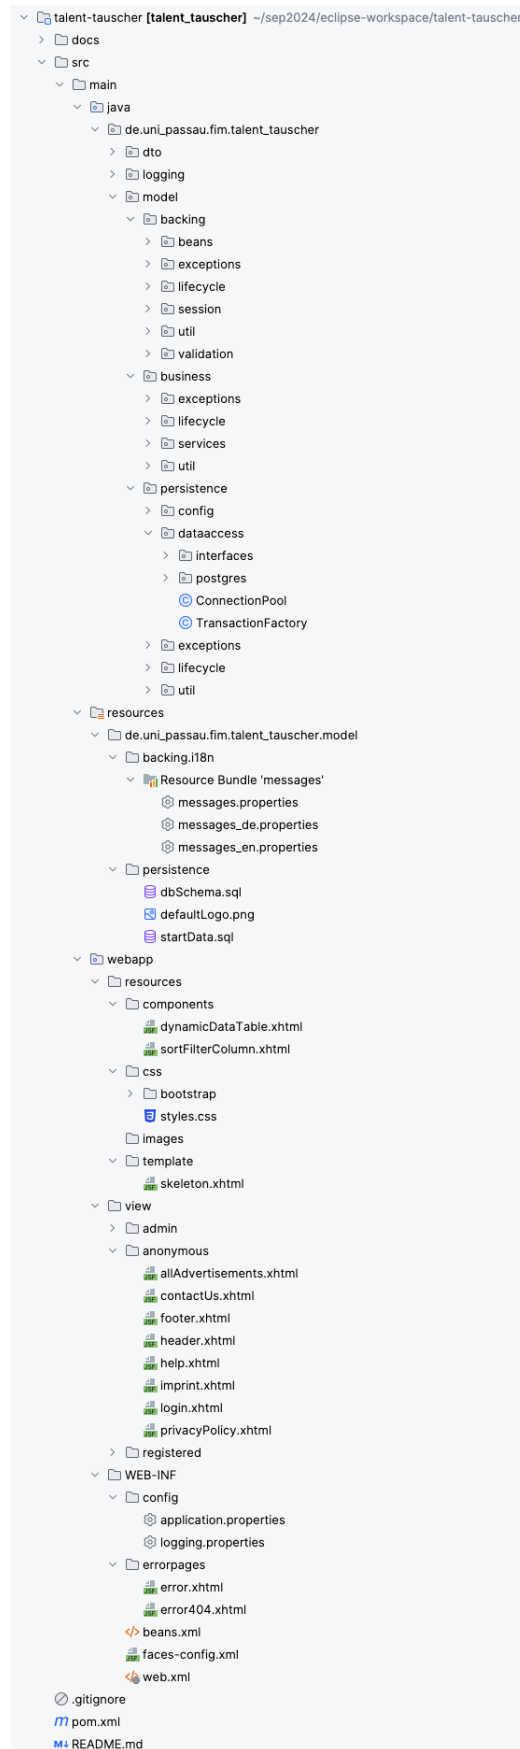 talent-tauscher [talent_tauscher] ~/sep2024/eclipse-workspace/talent-tauscher
docs
src
main
java
de.uni_passau.fim.talent_tauscher
dto
logging
model
backing
beans
exceptions
lifecycle
session
util
validation
business
exceptions
lifecycle
services
util
persistence
config
dataaccess
interfaces
postgres
ConnectionPool
TransactionFactory
exceptions
lifecycle
util
resources
de.uni_passau.fim.talent_tauscher.model
backing.i18n
Resource Bundle 'messages'
messages.properties
messages_de.properties
messages_en.properties
persistence
dbSchema.sql
defaultLogo.png
startData.sql
webapp
resources
components
dynamicDataTable.xhtml
sortFilterColumn.xhtml
css
bootstrap
styles.css
images
template
skeleton.xhtml
view
admin
anonymous
allAdvertisements.xhtml
contactUs.xhtml
footer.xhtml
header.xhtml
help.xhtml
imprint.xhtml
login.xhtml
privacyPolicy.xhtml
registered
WEB-INF
config
application.properties
logging.properties
errorpages
error.xhtml
error404.xhtml
beans.xml
faces-config.xml
web.xml
.gitignore
pom.xml
README.md